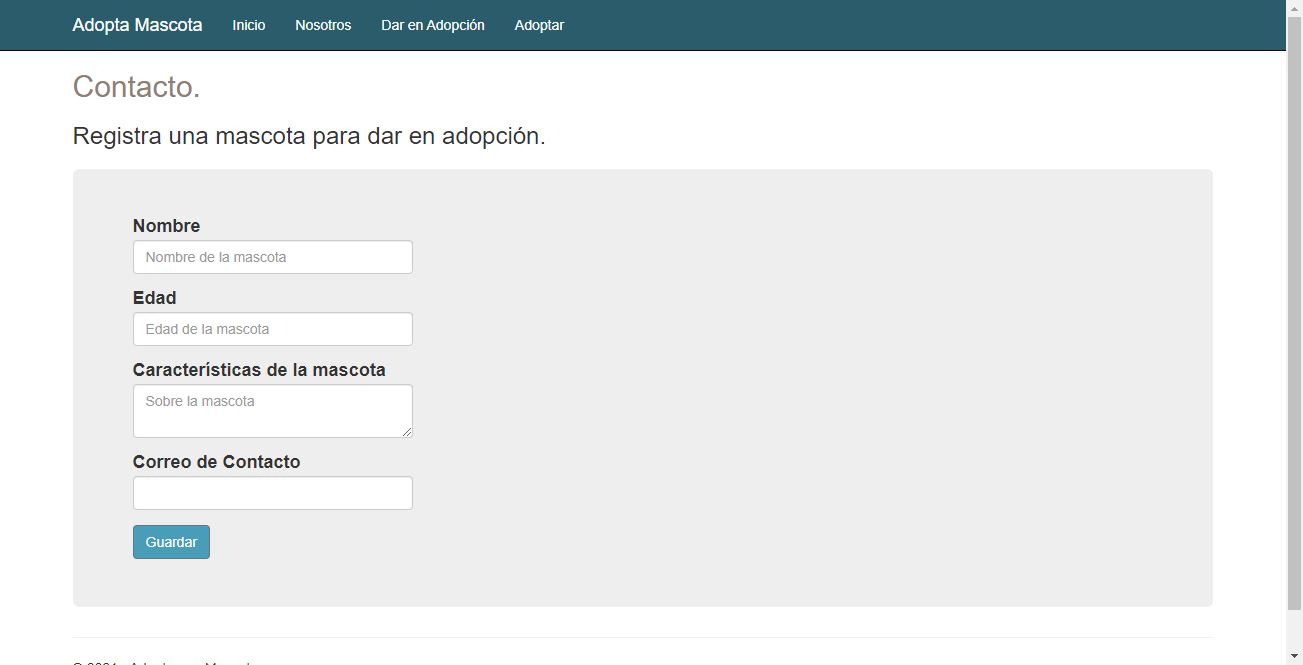 Adopta Mascota Inicio Nosotros Dar en Adopción Adoptar
Contacto.
Registra una mascota para dar en adopción.
Nombre
Nombre de la mascota
Edad
Edad de la mascota
Características de la mascota
Sobre la mascota
Correo de Contacto
Guardar